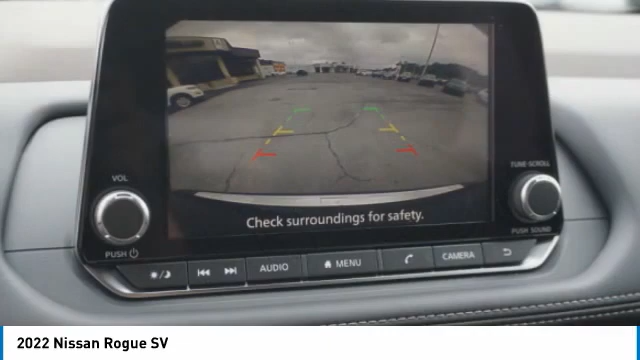 Check surroundings for safety.
VOL
PUSH
TUNE·SCROLL
PUSH SOUND
AUDIO
MENU
CAMERA
2022 Nissan Rogue SV